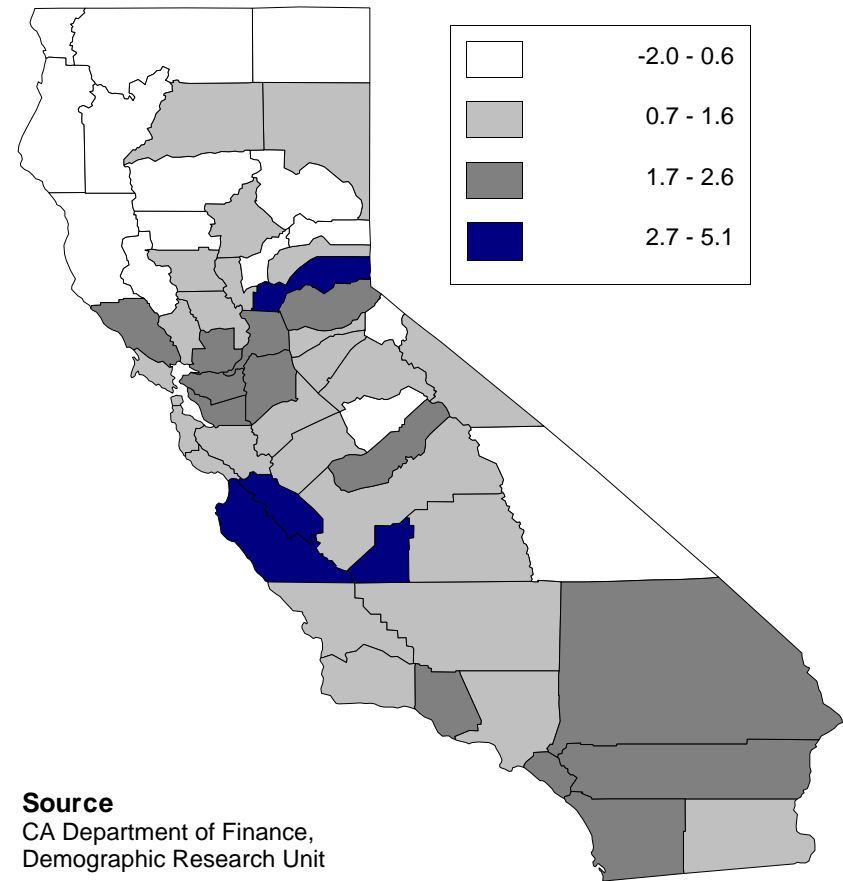 -2.0 - 0.6
0.7 - 1.6
1.7 - 2.6
2.7 - 5.1
Source
CA Department of Finance,
Demographic Research Unit